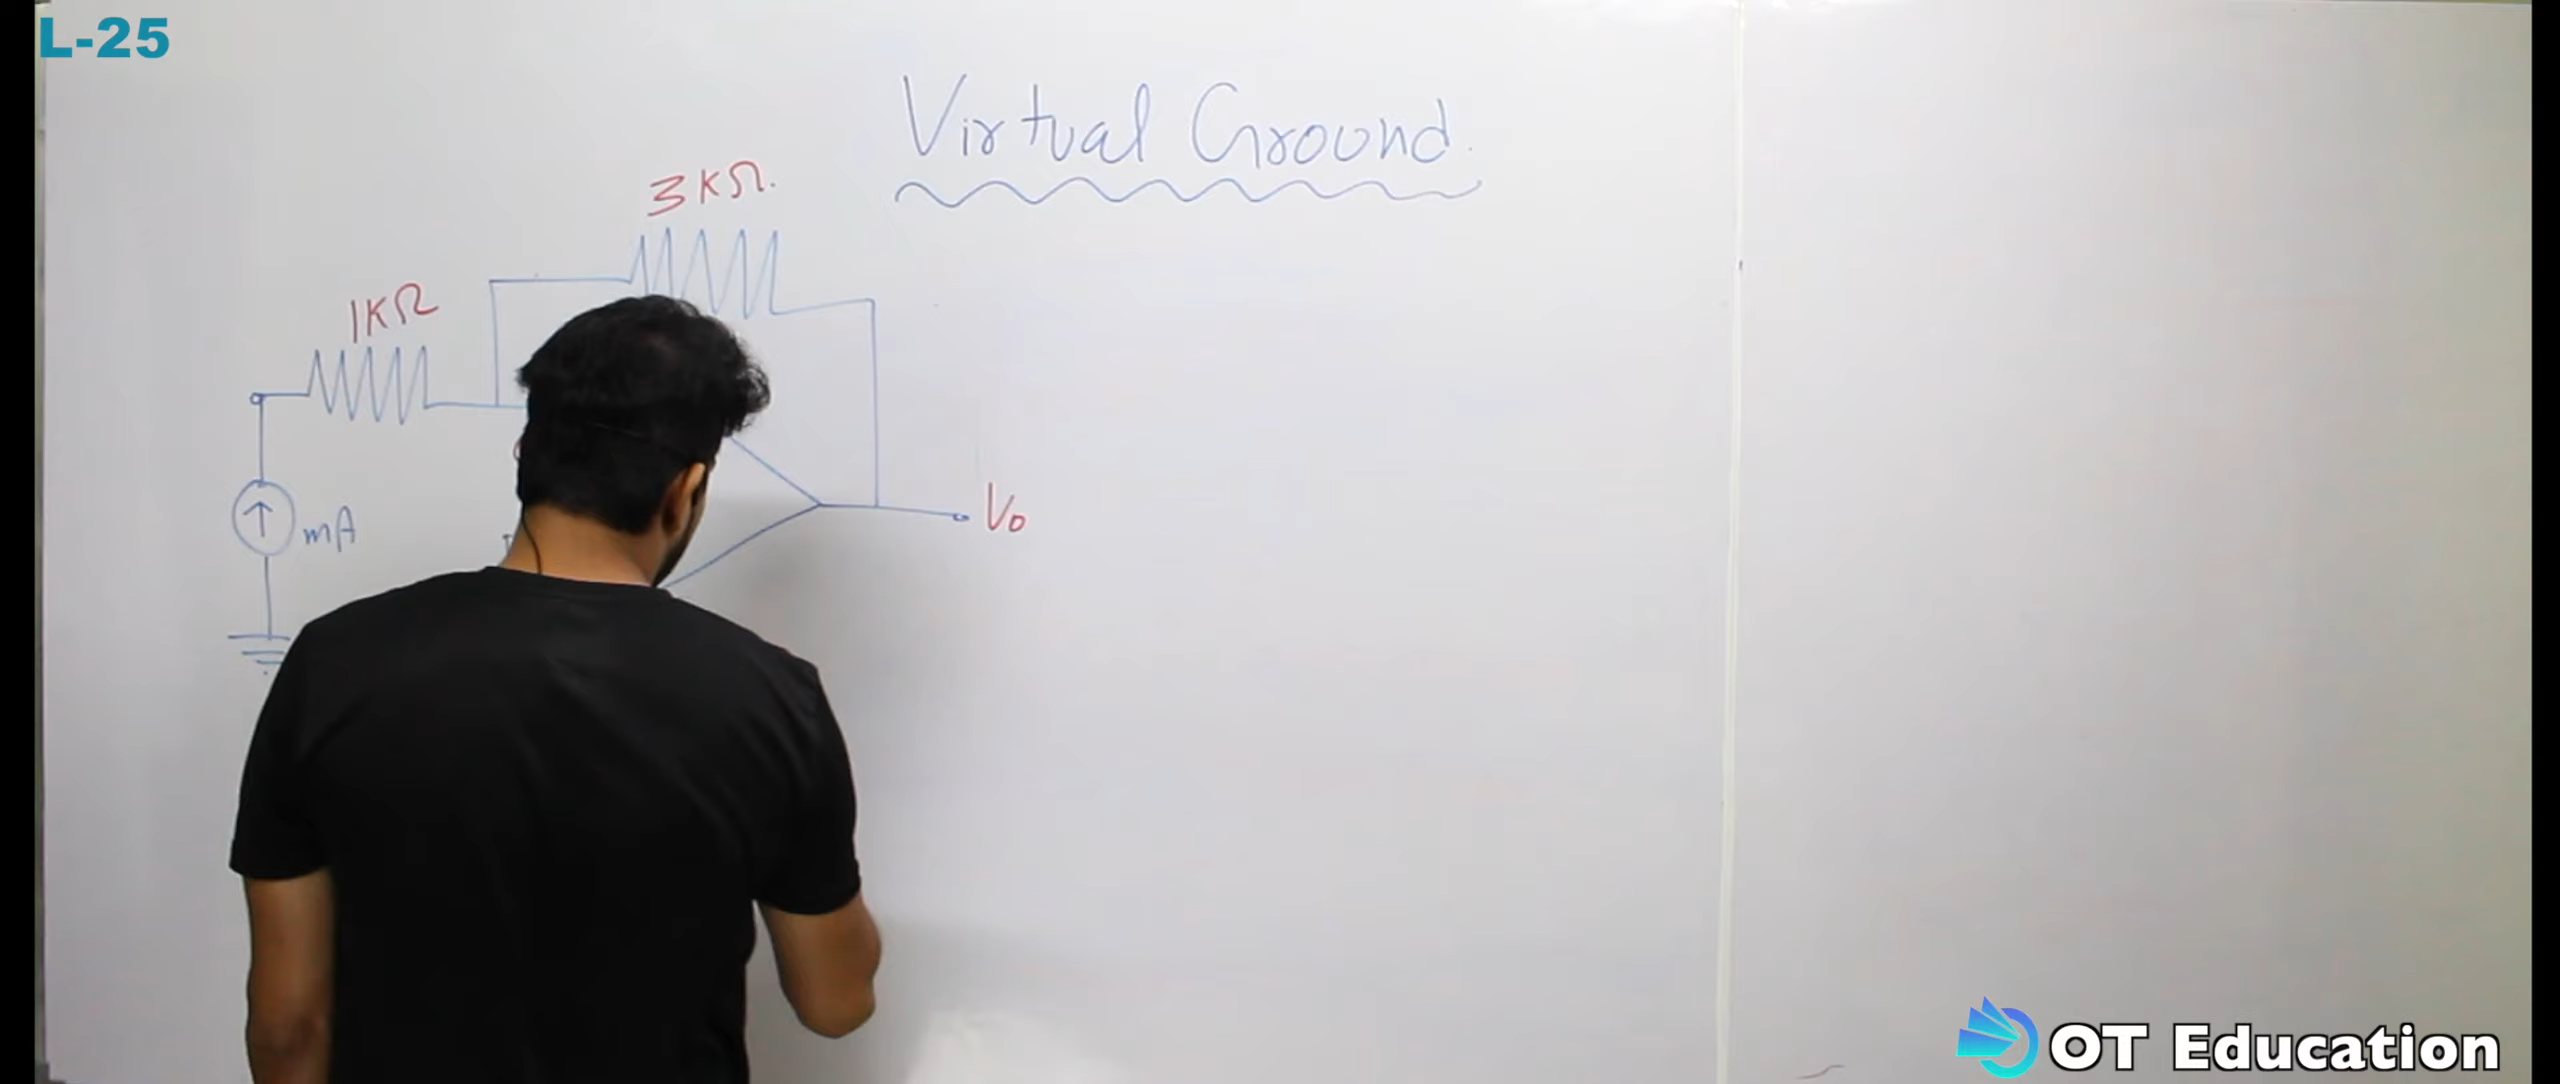 L-25
Virtual Ground.
3KΩ.
1KΩ
mA
Vo
OT Education